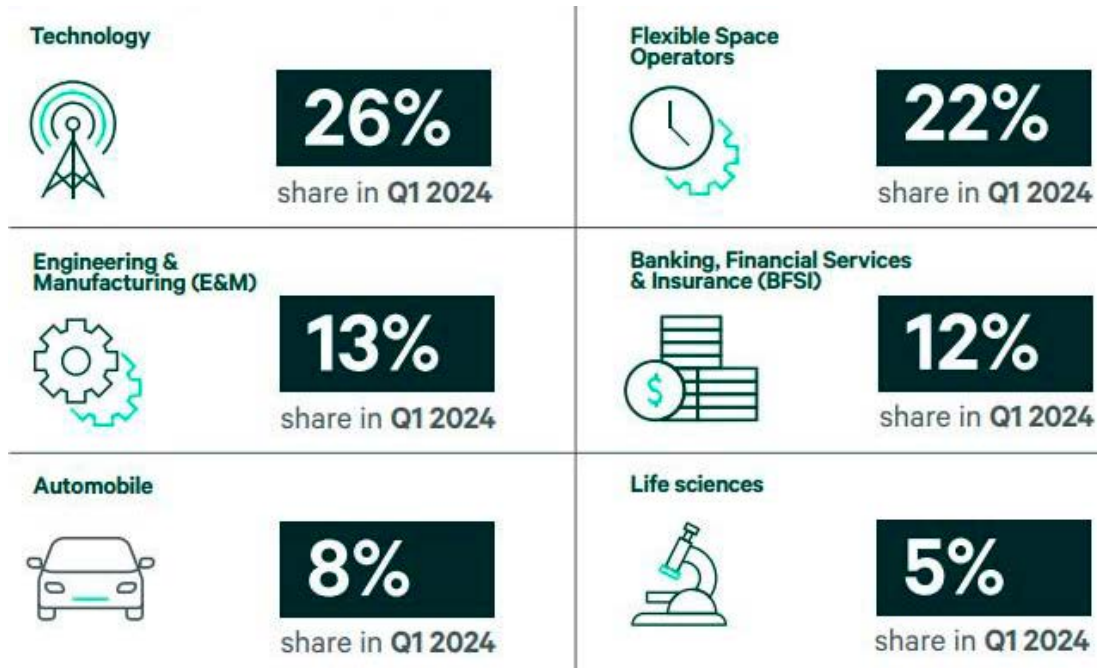 Technology
26%
share in Q1 2024
Flexible Space
Operators
22%
share in Q1 2024
Engineering &
Manufacturing (E&M)
13%
share in Q1 2024
Banking, Financial Services
& Insurance (BFSI)
$
12%
share in Q1 2024
Automobile
8%
share in Q1 2024
Life sciences
5%
share in Q1 2024